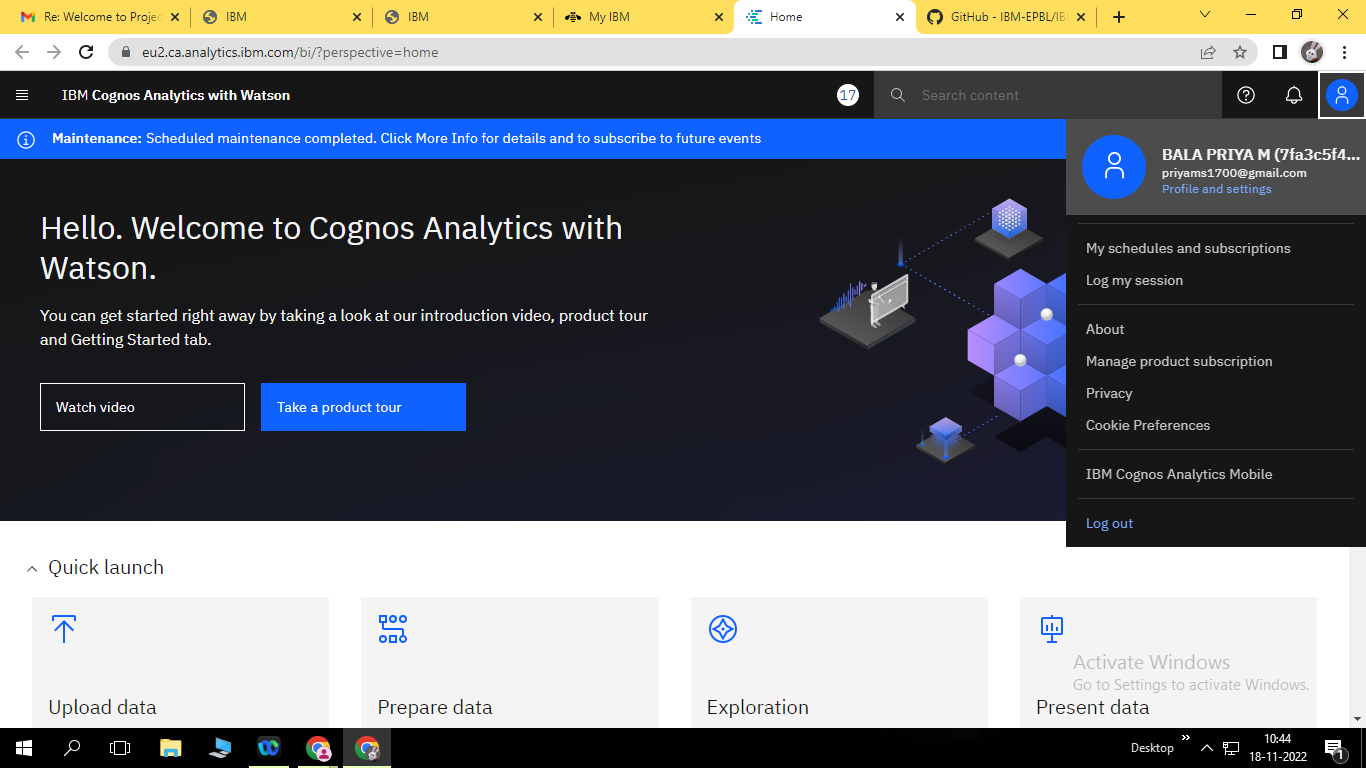 Re: Welcome to Projec
IBM
IBM
My IBM
Home
GitHub - IBM-EPBL/IB
eu2.ca.analytics.ibm.com/bi/?perspective=home
IBM Cognos Analytics with Watson
17
Search content
Maintenance: Scheduled maintenance completed. Click More Info for details and to subscribe to future events
BALA PRIYA M (7fa3c5f4...
priyams1700@gmail.com
Profile and settings
My schedules and subscriptions
Log my session
About
Manage product subscription
Privacy
Cookie Preferences
IBM Cognos Analytics Mobile
Log out
Hello. Welcome to Cognos Analytics with
Watson.
You can get started right away by taking a look at our introduction video, product tour
and Getting Started tab.
Watch video
Take a product tour
Quick launch
Upload data
Prepare data
Exploration
Present data
Activate Windows
Go to Settings to activate Windows.
Desktop
10:44
18-11-2022
1